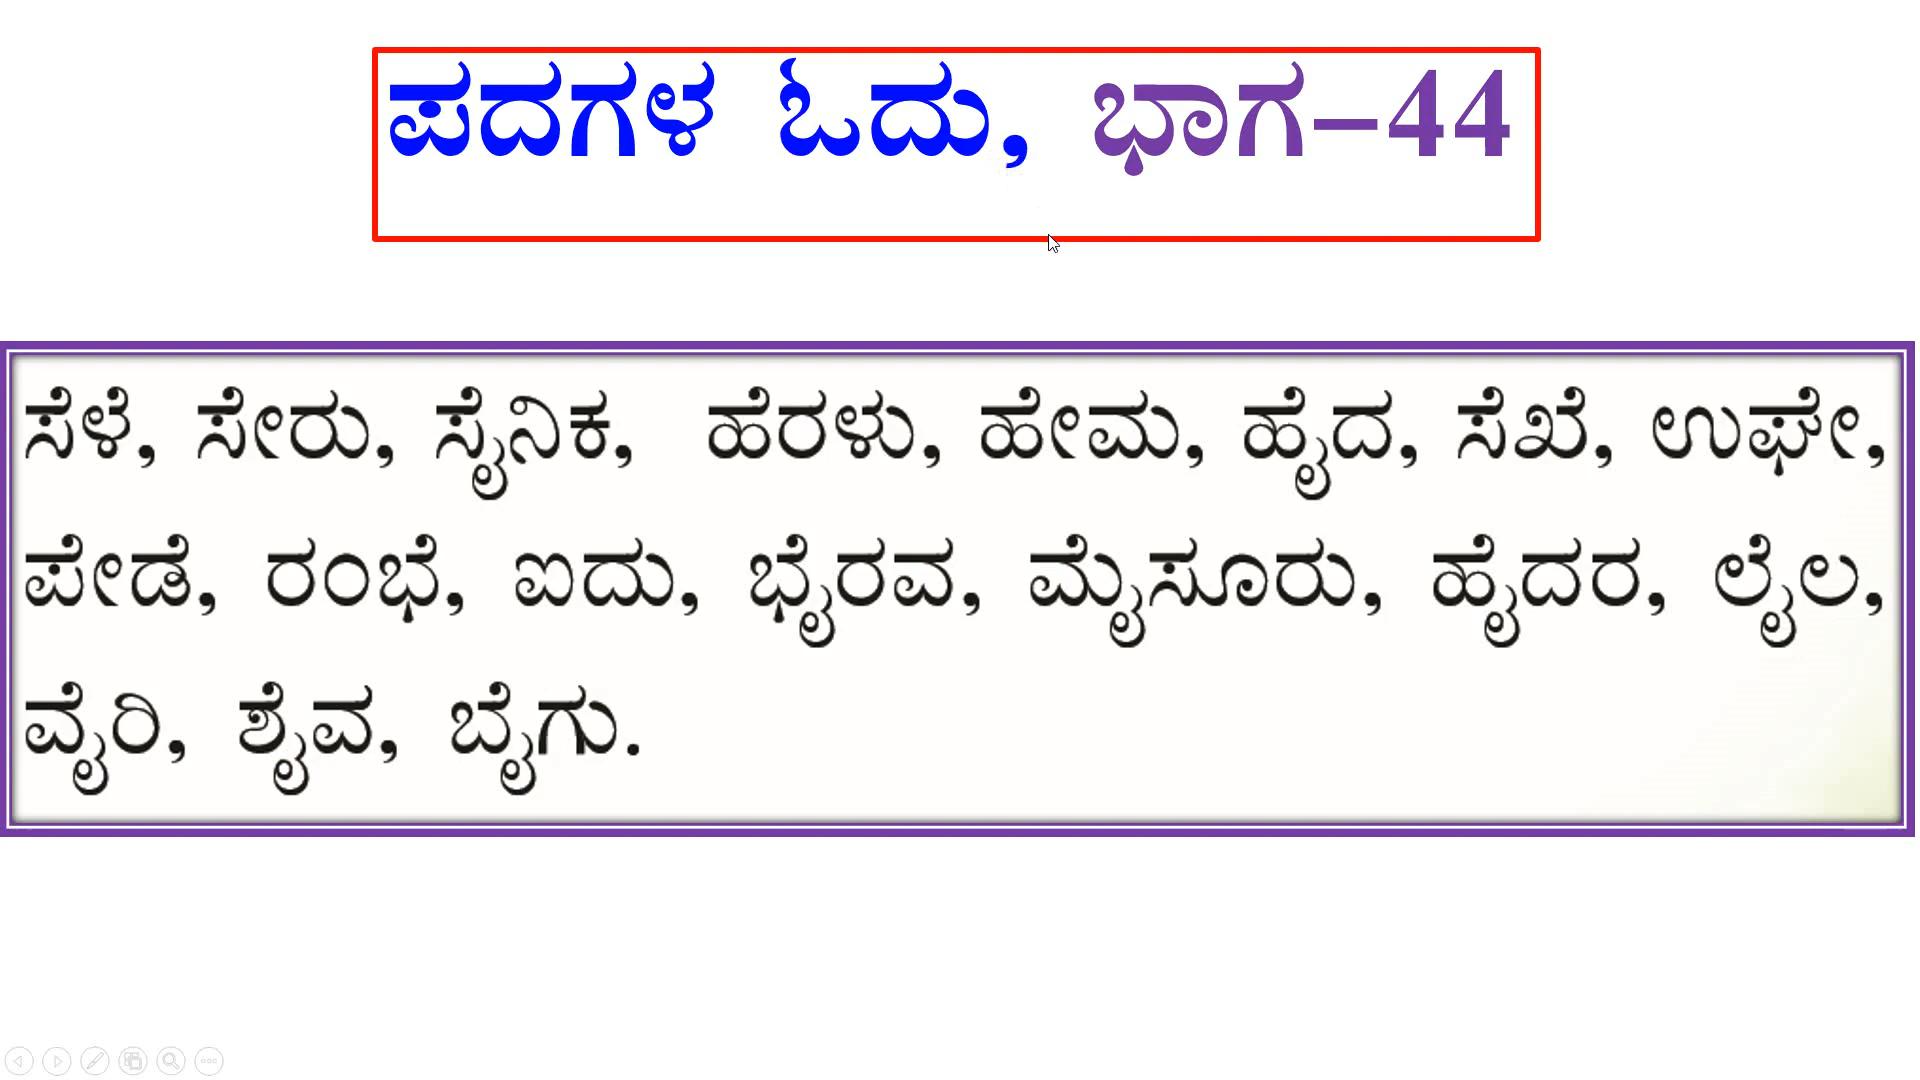 ಪದಗಳ ಓದು, ಭಾಗ-44
ಸೆಳೆ, ಸೇರು, ಸೈನಿಕ, ಹೆರಳು, ಹೇಮ, ಹೈದ, ಸೆಖೆ, ಉಘೇ,
ಪೇಡೆ, ರಂಭೆ, ಐದು, ಭೈರವ, ಮೈಸೂರು, ಹೈದರ, ಲೈಲ,
ವೈರಿ, ಶೈವ, ಬೈಗು.